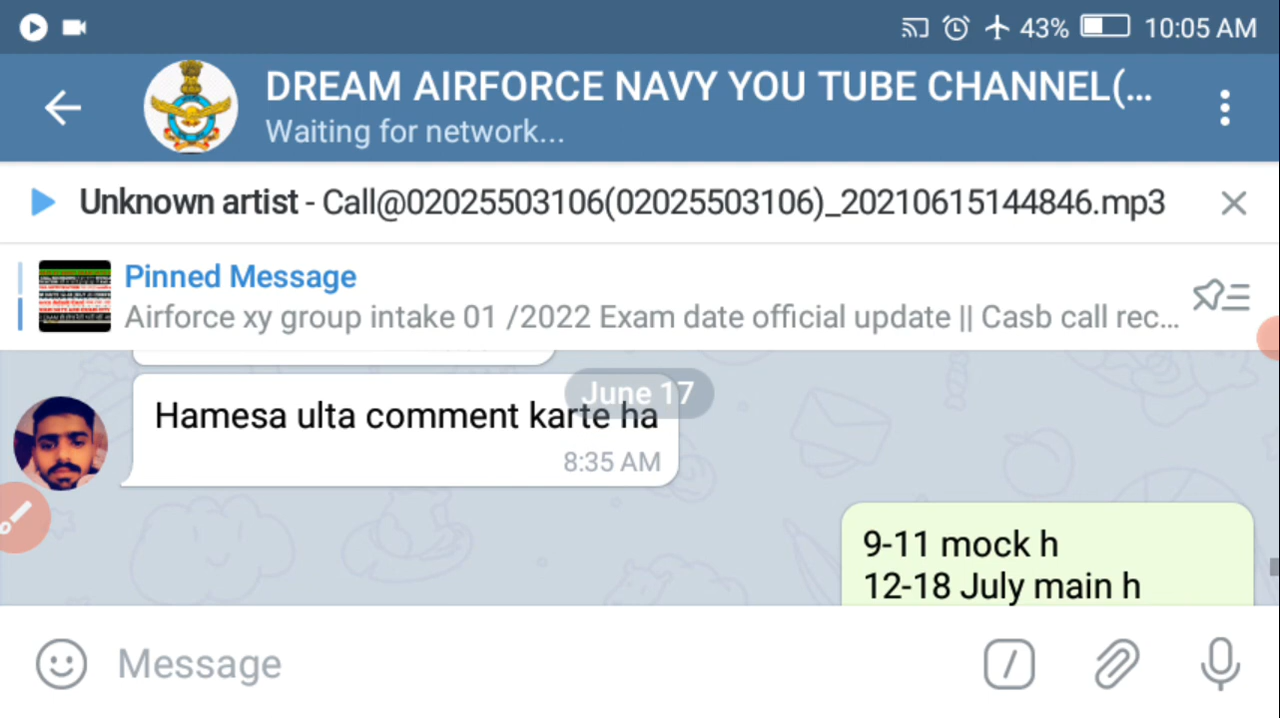 43% 10:05 AM
DREAM AIRFORCE NAVY YOU TUBE CHANNEL(...
Waiting for network...
Unknown artist - Call@02025503106(02025503106)_20210615144846.mp3
Pinned Message
Airforce xy group intake 01 /2022 Exam date official update || Casb call rec...
June 17
Hamesa ulta comment karte ha
8:35 AM
9-11 mock h
12-18 July main h
Message